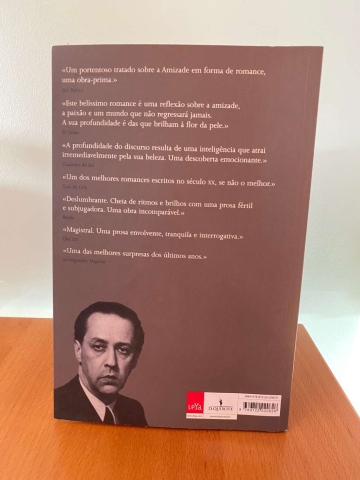 «Um portentoso tratado sobre a Amizade em forma de romance,
uma obra-prima.»
«Este belíssimo romance é uma reflexão sobre a amizade,
a paixão e um mundo que não regressará jamais.
A sua profundidade é das que brilham à flor da pele.»
«A profundidade do discurso resulta de uma inteligência que atrai
irremediavelmente pela sua beleza. Uma descoberta emocionante.»
«Um dos melhores romances escritos no século XX, se não o melhor.»
«Deslumbrante. Cheia de ritmos e brilhos com uma prosa fértil
e subjugadora. Uma obra incomparável.»
«Magistral. Uma prosa envolvente, tranquila e interrogativa.»
«Uma das melhores surpresas dos últimos anos.»
LeYa
D.QUIXOTE